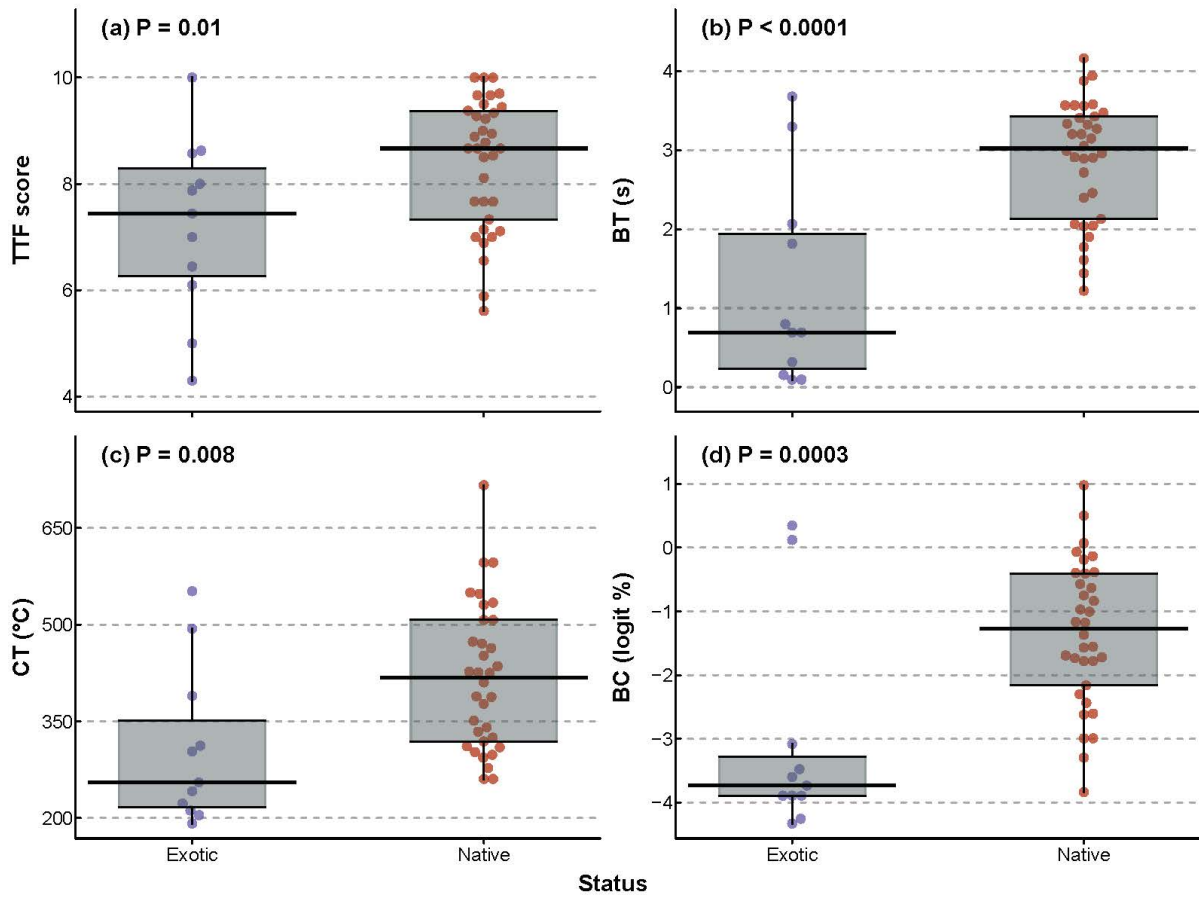 (a) P = 0.01
TTF score
10
8
6
4
(b) P < 0.0001
BT (s)
4
3
2
1
0
(c) P = 0.008
CT (°C)
650
500
350
200
Exotic
Native
(d) P = 0.0003
BC (logit %)
1
0
−1
−2
−3
−4
Exotic
Native
Status